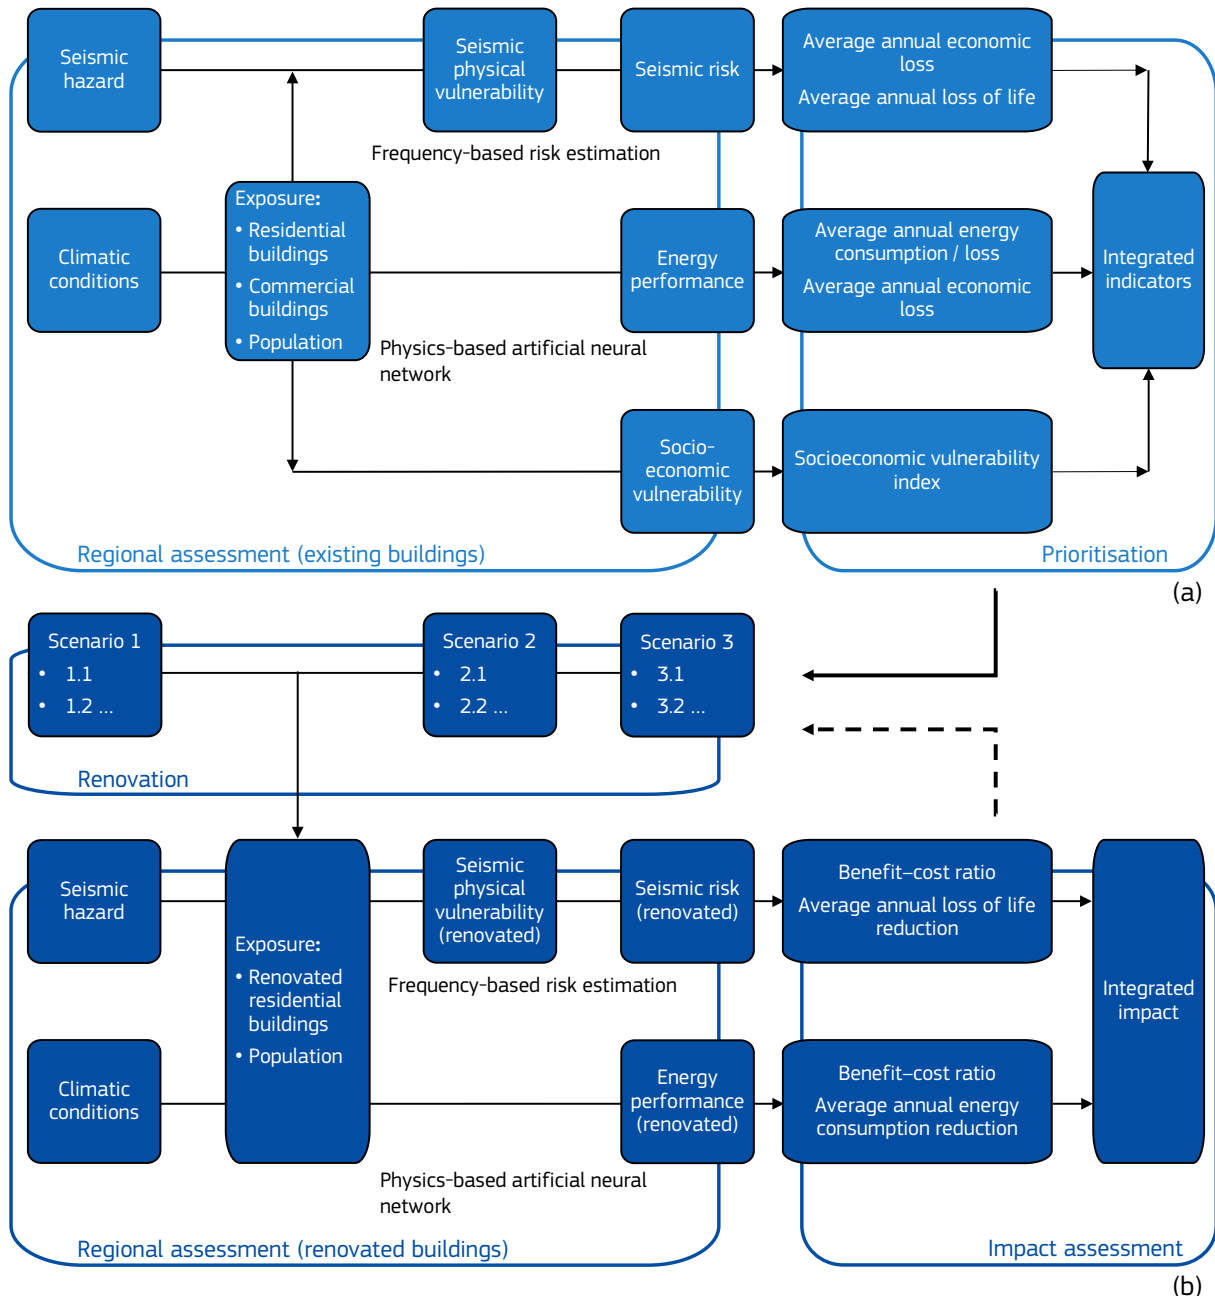 Seismic
hazard
Seismic
physical
vulnerability
Seismic risk
Average annual economic
loss
Average annual loss of life
Frequency-based risk estimation
Climatic
conditions
Exposure:
• Residential
buildings
• Commercial
buildings
• Population
Energy
performance
Average annual energy
consumption / loss
Average annual economic
loss
Integrated
indicators
Physics-based artificial neural
network
Socio-
economic
vulnerability
Socioeconomic vulnerability
index
Regional assessment (existing buildings)
Prioritisation
(a)
Scenario 1
• 1.1
• 1.2 ...
Scenario 2
• 2.1
• 2.2 ...
Scenario 3
• 3.1
• 3.2 ...
Renovation
Seismic
hazard
Exposure:
• Renovated
residential
buildings
• Population
Seismic
physical
vulnerability
(renovated)
Seismic risk
(renovated)
Benefit–cost ratio
Average annual loss of life
reduction
Frequency-based risk estimation
Integrated
impact
Climatic
conditions
Energy
performance
(renovated)
Benefit–cost ratio
Average annual energy
consumption reduction
Physics-based artificial neural
network
Regional assessment (renovated buildings)
Impact assessment
(b)